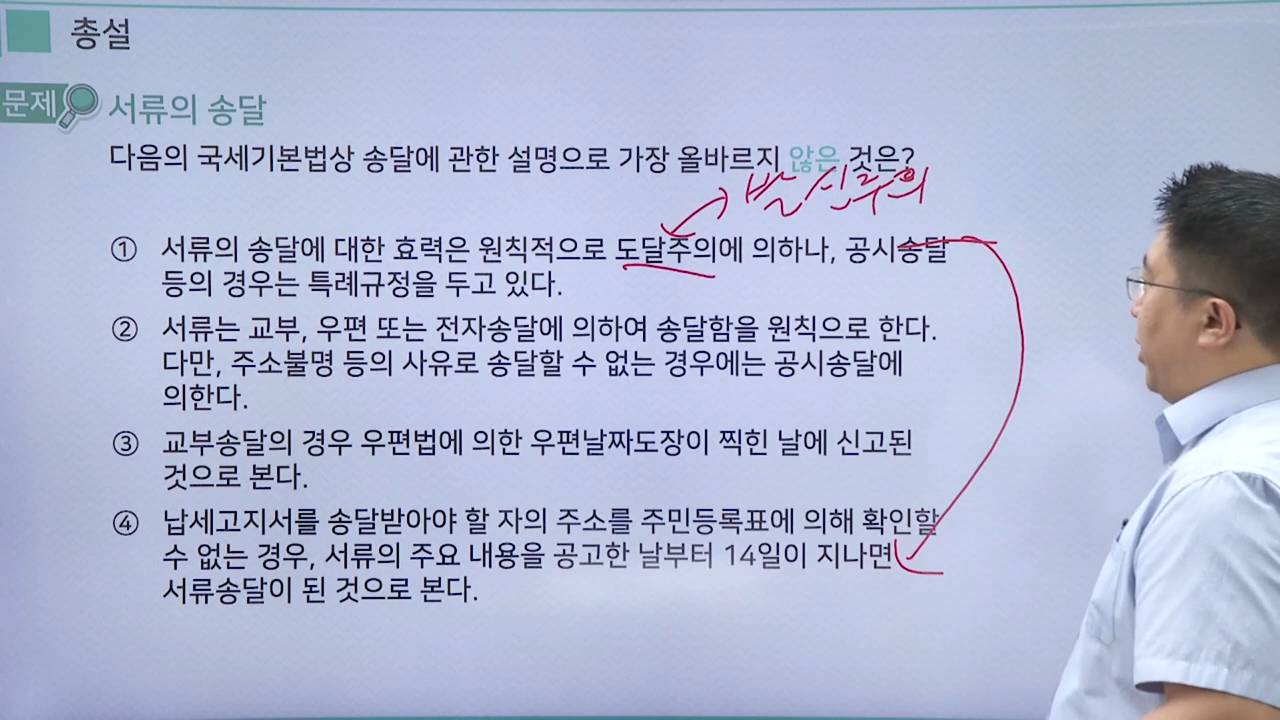 총설
문제 서류의 송달
다음의 국세기본법상 송달에 관한 설명으로 가장 올바르지 않은 것은?
발신주의
① 서류의 송달에 대한 효력은 원칙적으로 도달주의에 의하나, 공시송달
등의 경우는 특례규정을 두고 있다.
② 서류는 교부, 우편 또는 전자송달에 의하여 송달함을 원칙으로 한다.
다만, 주소불명 등의 사유로 송달할 수 없는 경우에는 공시송달에
의한다.
③ 교부송달의 경우 우편법에 의한 우편날짜도장이 찍힌 날에 신고된
것으로 본다.
④ 납세고지서를 송달받아야 할 자의 주소를 주민등록표에 의해 확인할
수 없는 경우, 서류의 주요 내용을 공고한 날부터 14일이 지나면
서류송달이 된 것으로 본다.